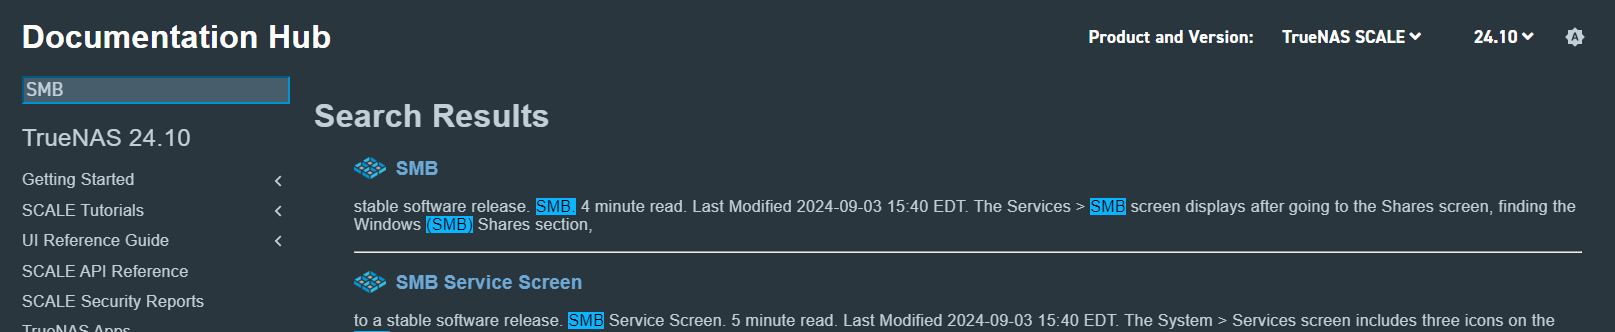 Documentation Hub
Product and Version: TrueNAS SCALE 24.10
A
SMB
TrueNAS 24.10
Getting Started
SCALE Tutorials
UI Reference Guide
SCALE API Reference
SCALE Security Reports
TrueNAS Apps
Search Results
SMB
stable software release. SMB 4 minute read. Last Modified 2024-09-03 15:40 EDT. The Services > SMB screen displays after going to the Shares screen, finding the
Windows (SMB) Shares section,
SMB Service Screen
to a stable software release. SMB Service Screen. 5 minute read. Last Modified 2024-09-03 15:40 EDT. The System > Services screen includes three icons on the